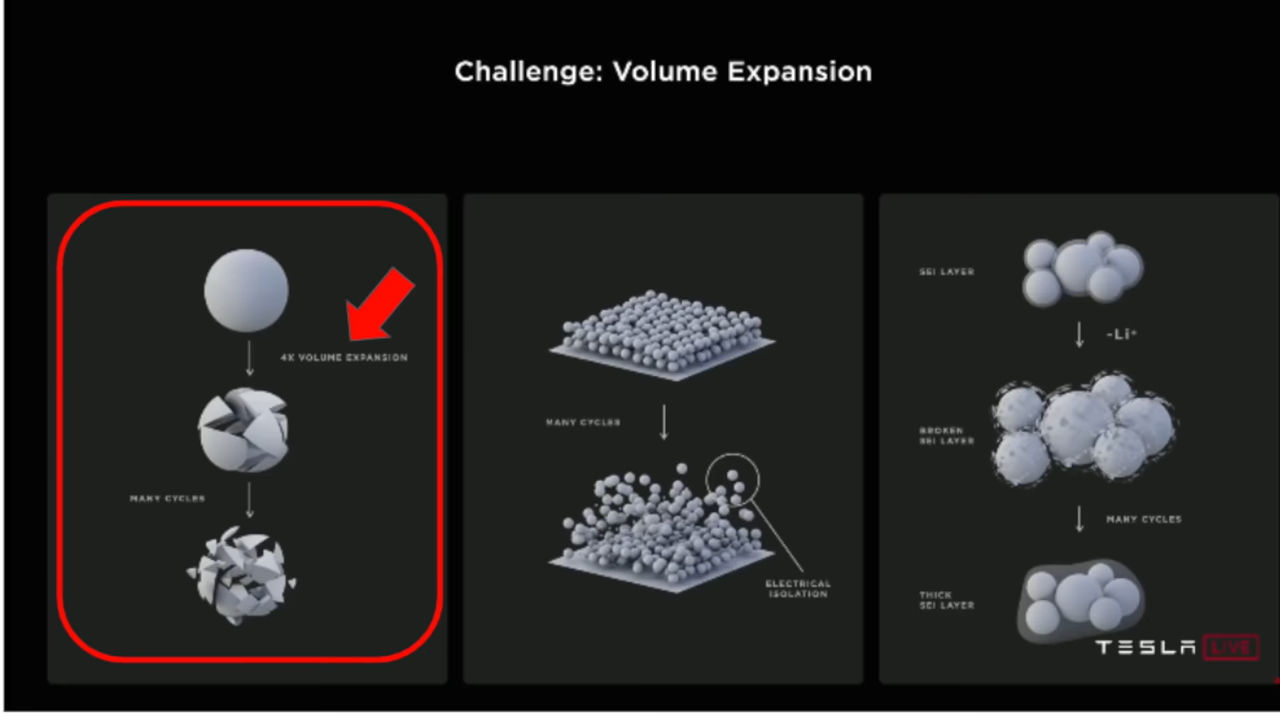 Challenge: Volume Expansion
4X VOLUME EXPANSION
MANY CYCLES
MANY CYCLES
ELECTRICAL
ISOLATION
SEI LAYER
-Li⁺
BROKEN
SEI LAYER
MANY CYCLES
THICK
SEI LAYER
TESLA LIVE